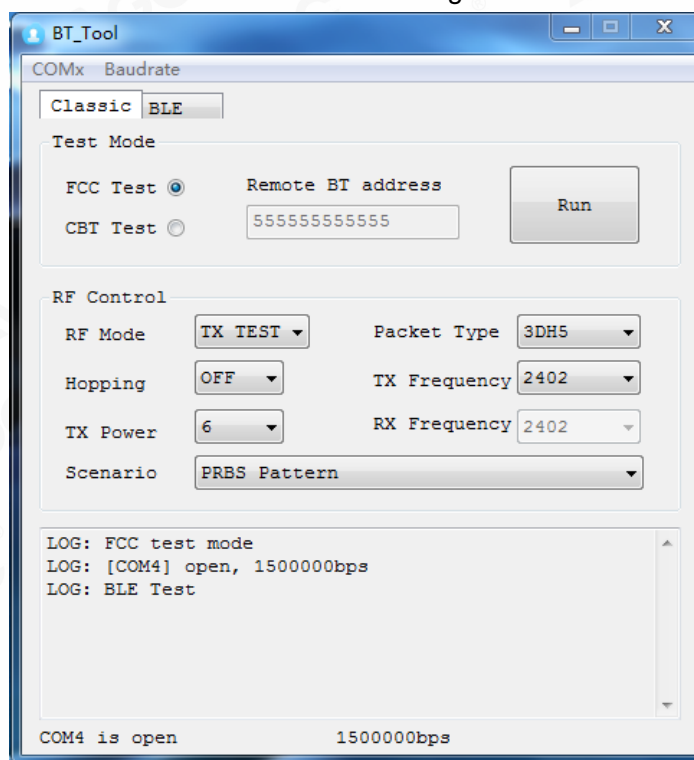 BT_Tool
COMx Baudrate
Classic BLE
Test Mode
FCC Test Remote BT address
Run
CBT Test 555555555555
RF Control
RF Mode TX TEST Packet Type 3DH5
Hopping OFF TX Frequency 2402
TX Power 6 RX Frequency 2402
Scenario PRBS Pattern
LOG: FCC test mode
LOG: [COM4] open, 1500000bps
LOG: BLE Test
COM4 is open 1500000bps